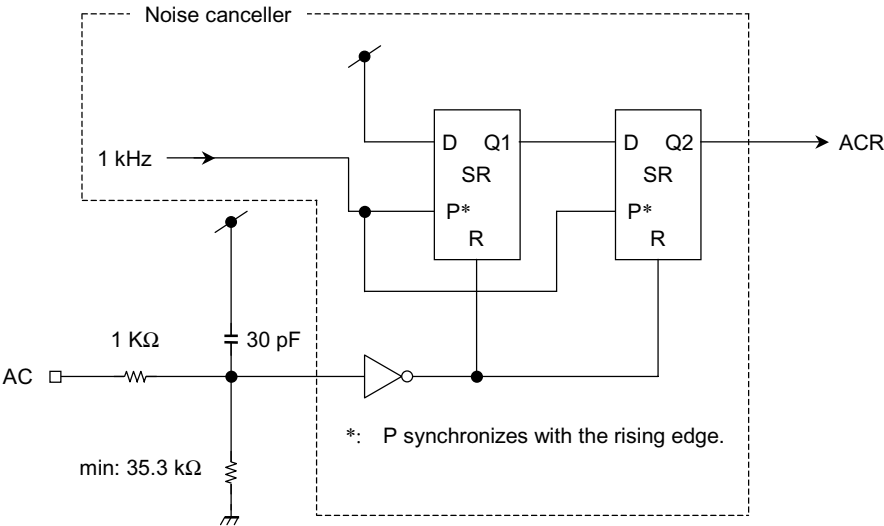 Noise canceller
D Q1
D Q2
ACR
1 kHz
SR
SR
P*
P*
R
R
1 KΩ
30 pF
AC
*: P synchronizes with the rising edge.
min: 35.3 kΩ